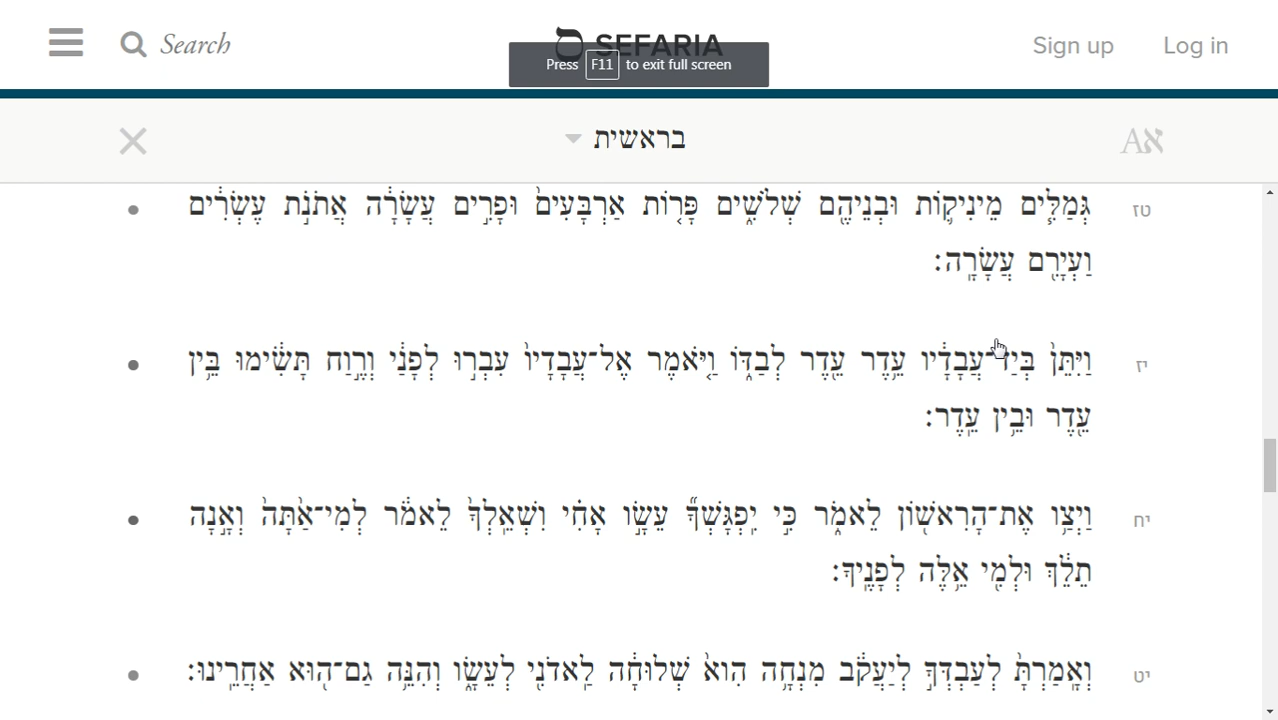 Search
SEFARIA
Press F11 to exit full screen
Sign up
Log in
בראשית
אA
טז
גְּמַלִּ֧ים מֵינִיק֛וֹת וּבְנֵיהֶ֖ם שְׁלֹשִׁ֑ים פָּר֤וֹת אַרְבָּעִים֙ וּפָרִ֣ים עֲשָׂרָ֔ה אֲתֹנֹ֣ת עֶשְׂרִ֔ים
וַעְיָרִ֖ם עֲשָׂרָֽה׃
יז
וַיִּתֵּן֙ בְּיַד־עֲבָדָ֔יו עֵ֥דֶר עֵ֖דֶר לְבַדּ֑וֹ וַיֹּ֤אמֶר אֶל־עֲבָדָיו֙ עִבְר֣וּ לְפָנַ֔י וְרֶ֣וַח תָּשִׂ֔ימוּ בֵּ֥ין
עֵ֖דֶר וּבֵ֥ין עֵֽדֶר׃
יח
וַיְצַ֥ו אֶת־הָרִאשׁ֖וֹן לֵאמֹ֑ר כִּ֣י יִֽפְגָּשְׁךָ֞ עֵשָׂ֣ו אָחִ֗י וִשְׁאֵֽלְךָ֙ לֵאמֹ֔ר לְמִי־אַ֙תָּה֙ וְאָ֣נָה
תֵלֵ֔ךְ וּלְמִ֖י אֵ֥לֶּה לְפָנֶֽיךָ׃
יט
וְאָֽמַרְתָּ֙ לְעַבְדְּךָ֣ לְיַעֲקֹ֔ב מִנְחָ֥ה הִוא֙ שְׁלוּחָ֔ה לַֽאדֹנִ֖י לְעֵשָׂ֑ו וְהִנֵּ֥ה גַם־ה֖וּא אַחֲרֵֽינוּ׃